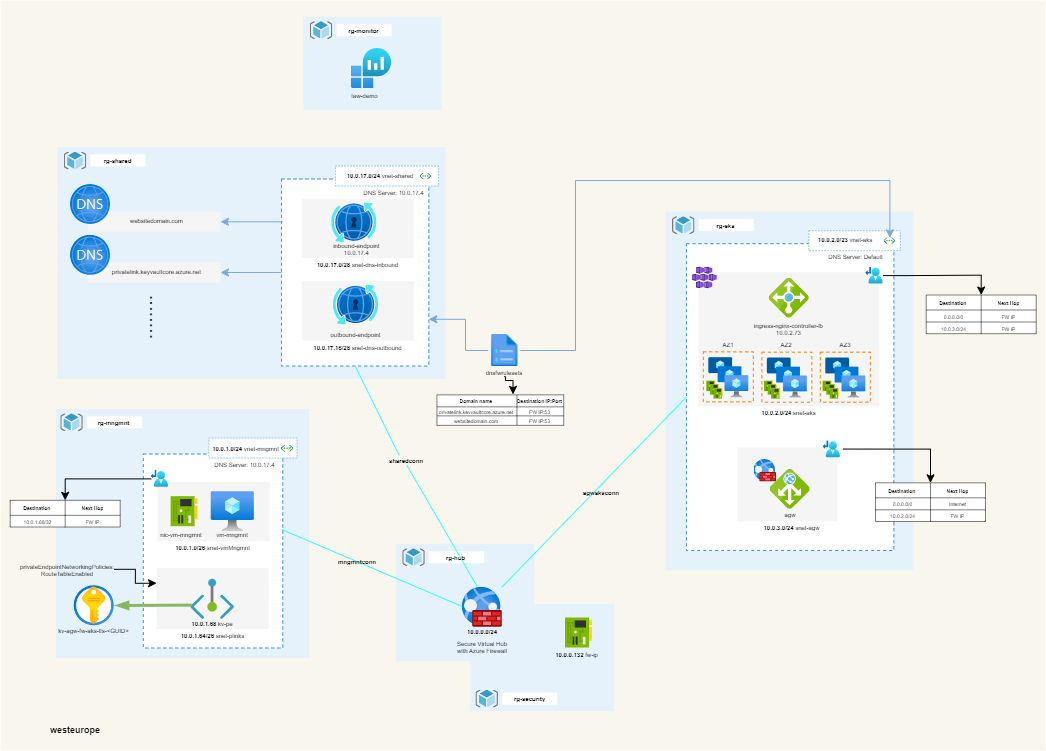 rg-monitor
law-demo
rg-shared
10.0.17.0/24 vnet-shared
DNS Server: 10.0.17.4
DNS
websitedomain.com
DNS
privatelink.keyvaultcore.azure.net
inbound-endpoint
10.0.17.4
10.0.17.0/28 snet-dns-inbound
outbound-endpoint
10.0.17.16/28 snet-dns-outbound
dnsfwrulesets
Domain name
Destination IP:Port
privatelink.keyvaultcore.azure.net
FW IP:53
websitedomain.com
FW IP:53
rg-aks
10.0.2.0/23 vnet-aks
DNS Server: Default
ingress-nginx-controller-lb
10.0.2.73
AZ1
AZ2
AZ3
10.0.2.0/24 snet-aks
Destination
Next Hop
0.0.0.0/0
FW IP
10.0.3.0/24
FW IP
agw
10.0.3.0/24 snet-agw
Destination
Next Hop
0.0.0.0/0
Internet
10.0.2.0/24
FW IP
rg-mngmnt
10.0.1.0/24 vnet-mngmnt
DNS Server: 10.0.17.4
nic-vm-mngmnt
vm-mngmnt
10.0.1.0/26 snet-vmMngmnt
Destination
Next Hop
10.0.1.68/32
FW IP
privateEndpointNetworkingPolicies:
RouteTableEnabled
kv-agw-fw-aks-tls-<GUID>
10.0.1.68 kv-pe
10.0.1.64/26 snet-plinks
sharedconn
mngmntconn
agwaksconn
rg-hub
10.0.0.0/24
Secure Virtual Hub
with Azure Firewall
10.0.0.132 fw-ip
rg-security
westeurope